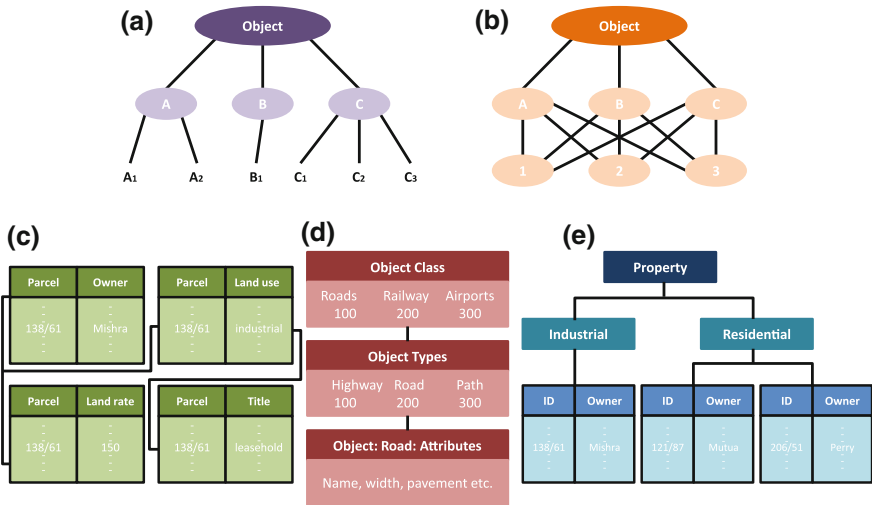 (a)
Object
A B C
A1 A2 B1 C1 C2 C3
(b)
Object
A B C
1 2 3
(c)
Parcel Owner
138/61 Mishra
Parcel Land use
138/61 industrial
Parcel Land rate
138/61 150
Parcel Title
138/61 leasehold
(d)
Object Class
Roads Railway Airports
100 200 300
Object Types
Highway Road Path
100 200 300
Object: Road: Attributes
Name, width, pavement etc.
(e)
Property
Industrial Residential
ID Owner
138/61 Mishra
ID Owner
121/87 Mutua
ID Owner
206/51 Perry